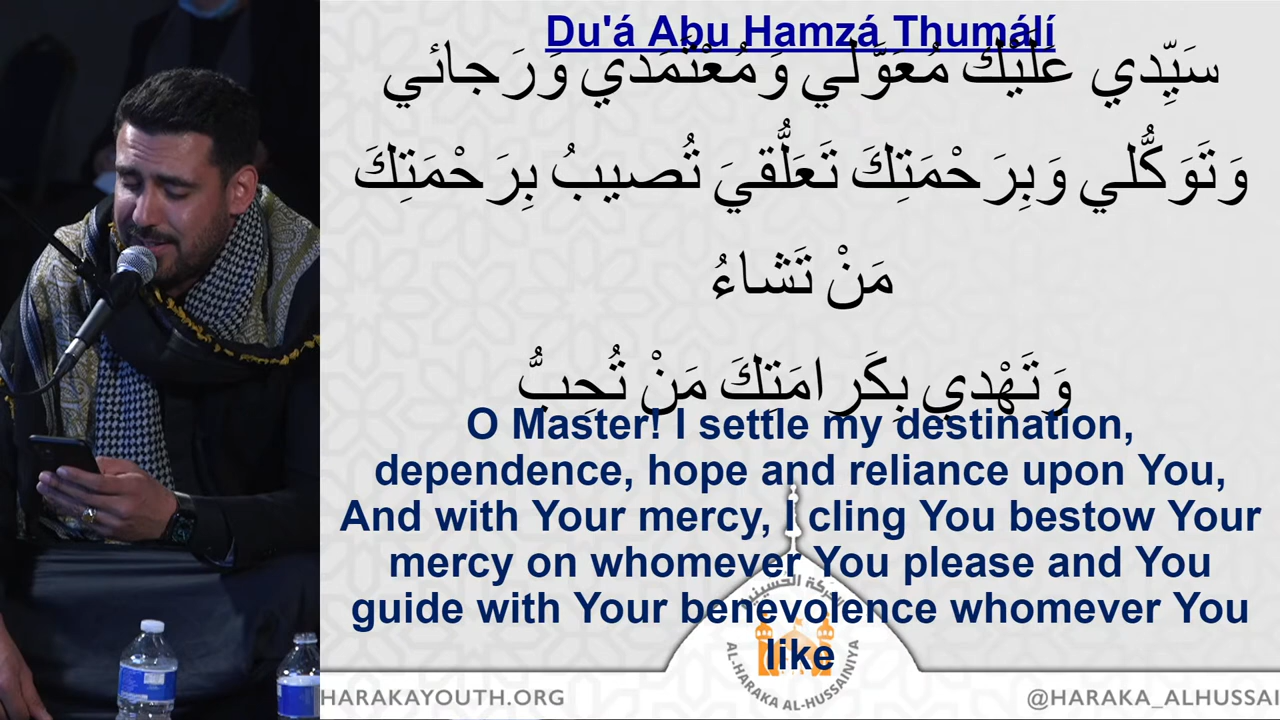 Du'á Abu Hamzá Thumálí
سَيِّدِي عَلَيْكَ مُعَوَّلي وَمُعْتَمَدي وَرَجائي
وَتَوَكُّلي وَبِرَحْمَتِكَ تَعَلُّقيَ تُصيبُ بِرَحْمَتِكَ
مَنْ تَشاءُ
وَتَهْدِي بِكَرامَتِكَ مَنْ تُحِبُّ
O Master! I settle my destination,
dependence, hope and reliance upon You,
And with Your mercy, I cling You bestow Your
mercy on whomever You please and You
guide with Your benevolence whomever You
like
AL-HARAKA AL-HUSSAINIYA
HARAKAYOUTH.ORG
@HARAKA_ALHUSSAI